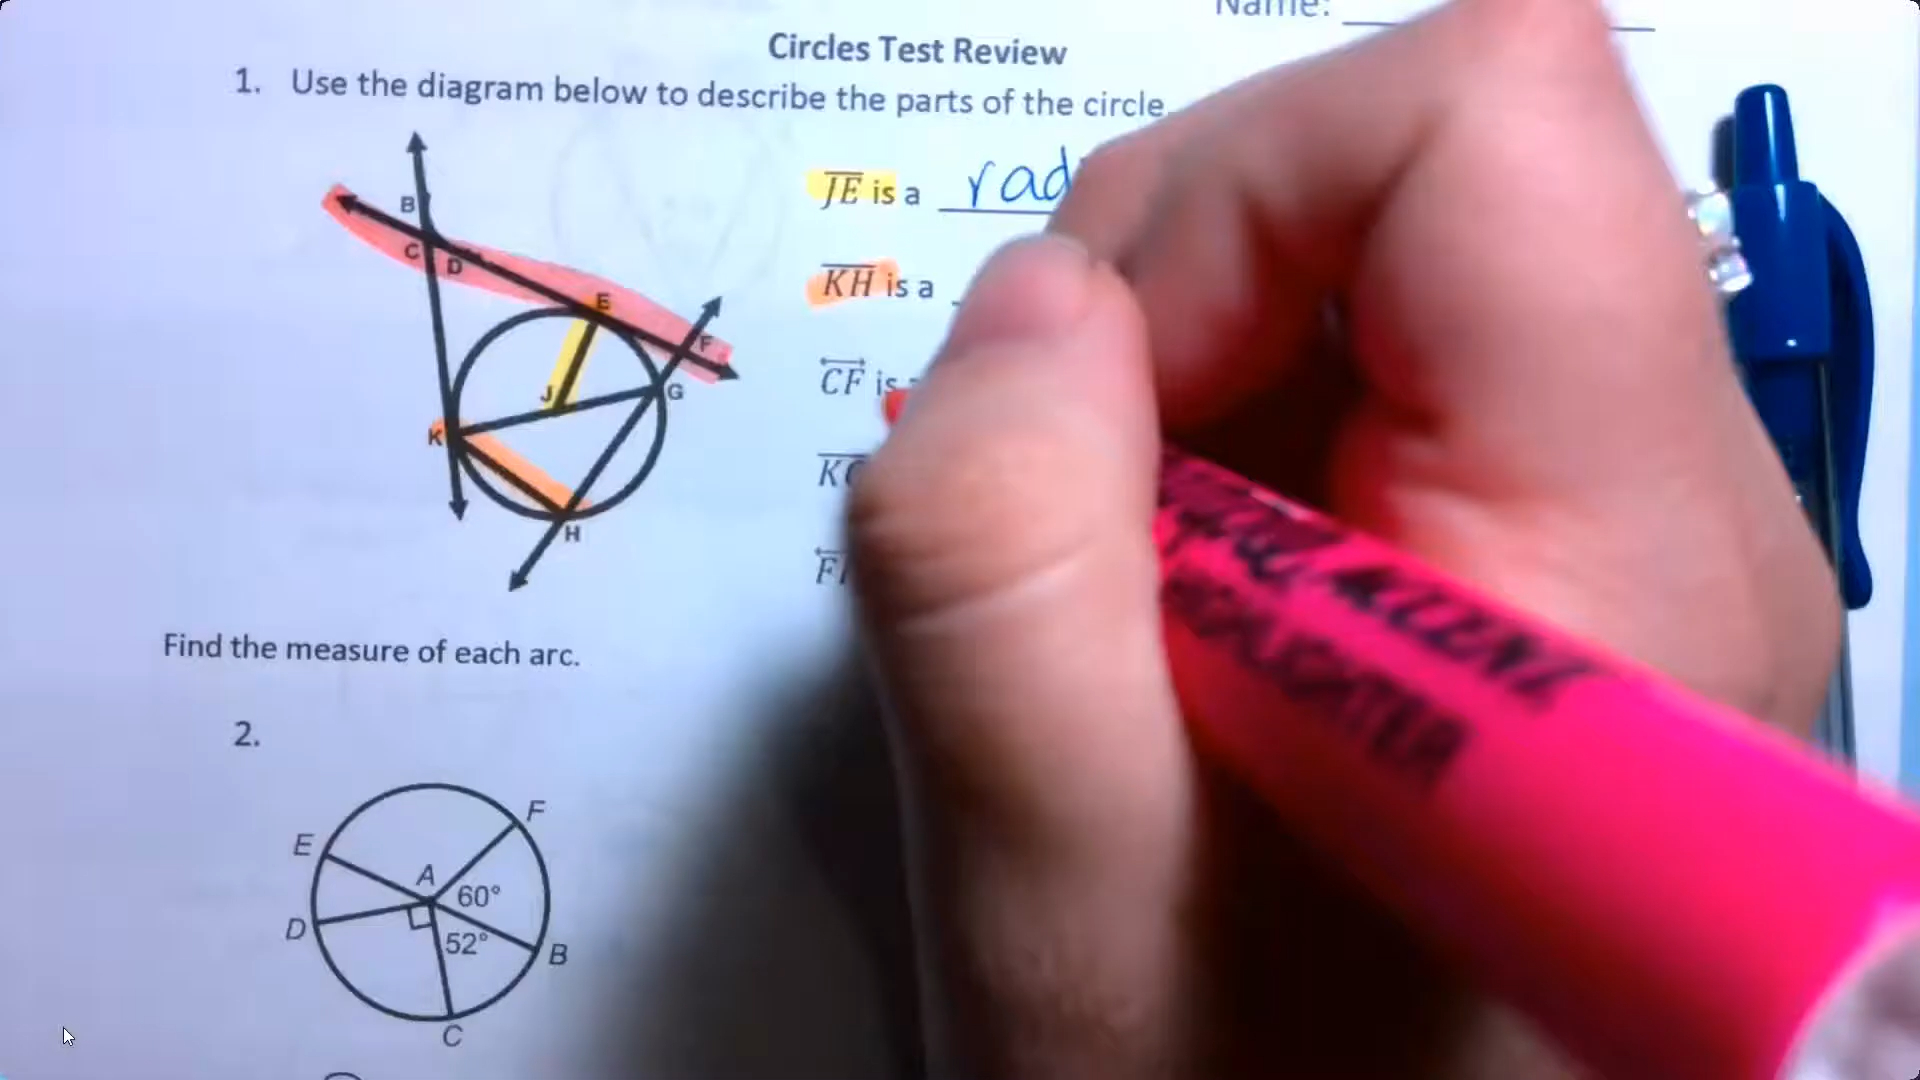 Name:
Circles Test Review
1. Use the diagram below to describe the parts of the circle
JE is a rad
KH is a
CF is
B
C D
E
F
J
G
K
H
Find the measure of each arc.
2.
F
E
A
60°
D
52°
B
C